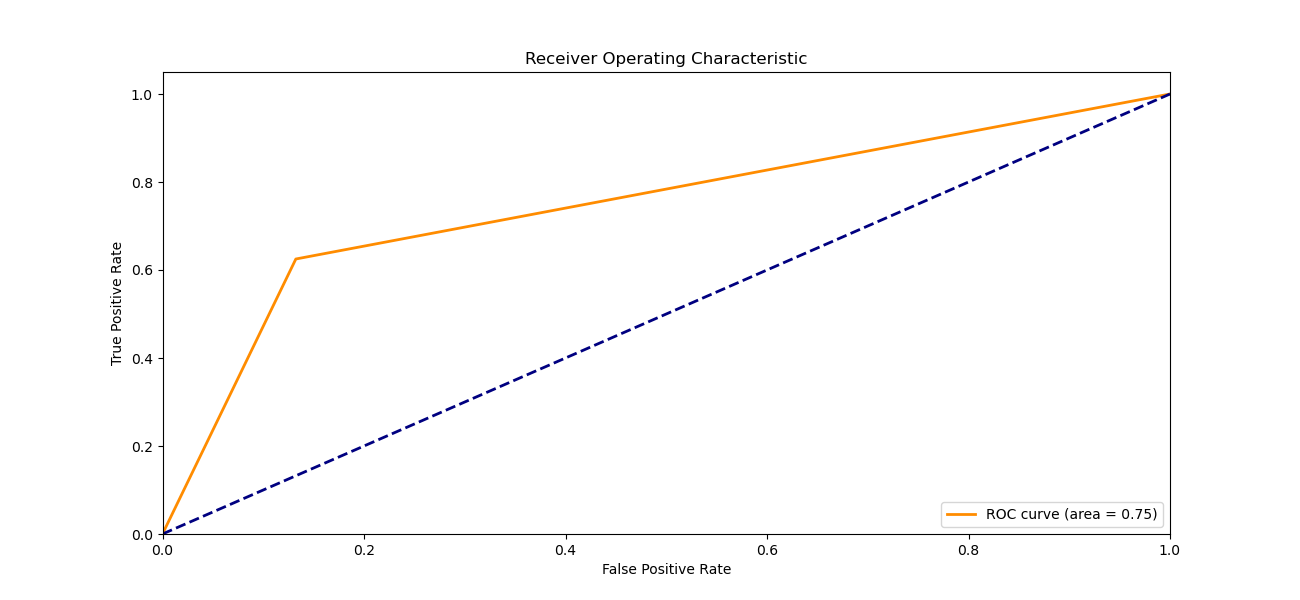 Receiver Operating Characteristic
1.0
0.8
0.6
0.4
0.2
0.0
True Positive Rate
ROC curve (area = 0.75)
0.0 0.2 0.4 0.6 0.8 1.0
False Positive Rate